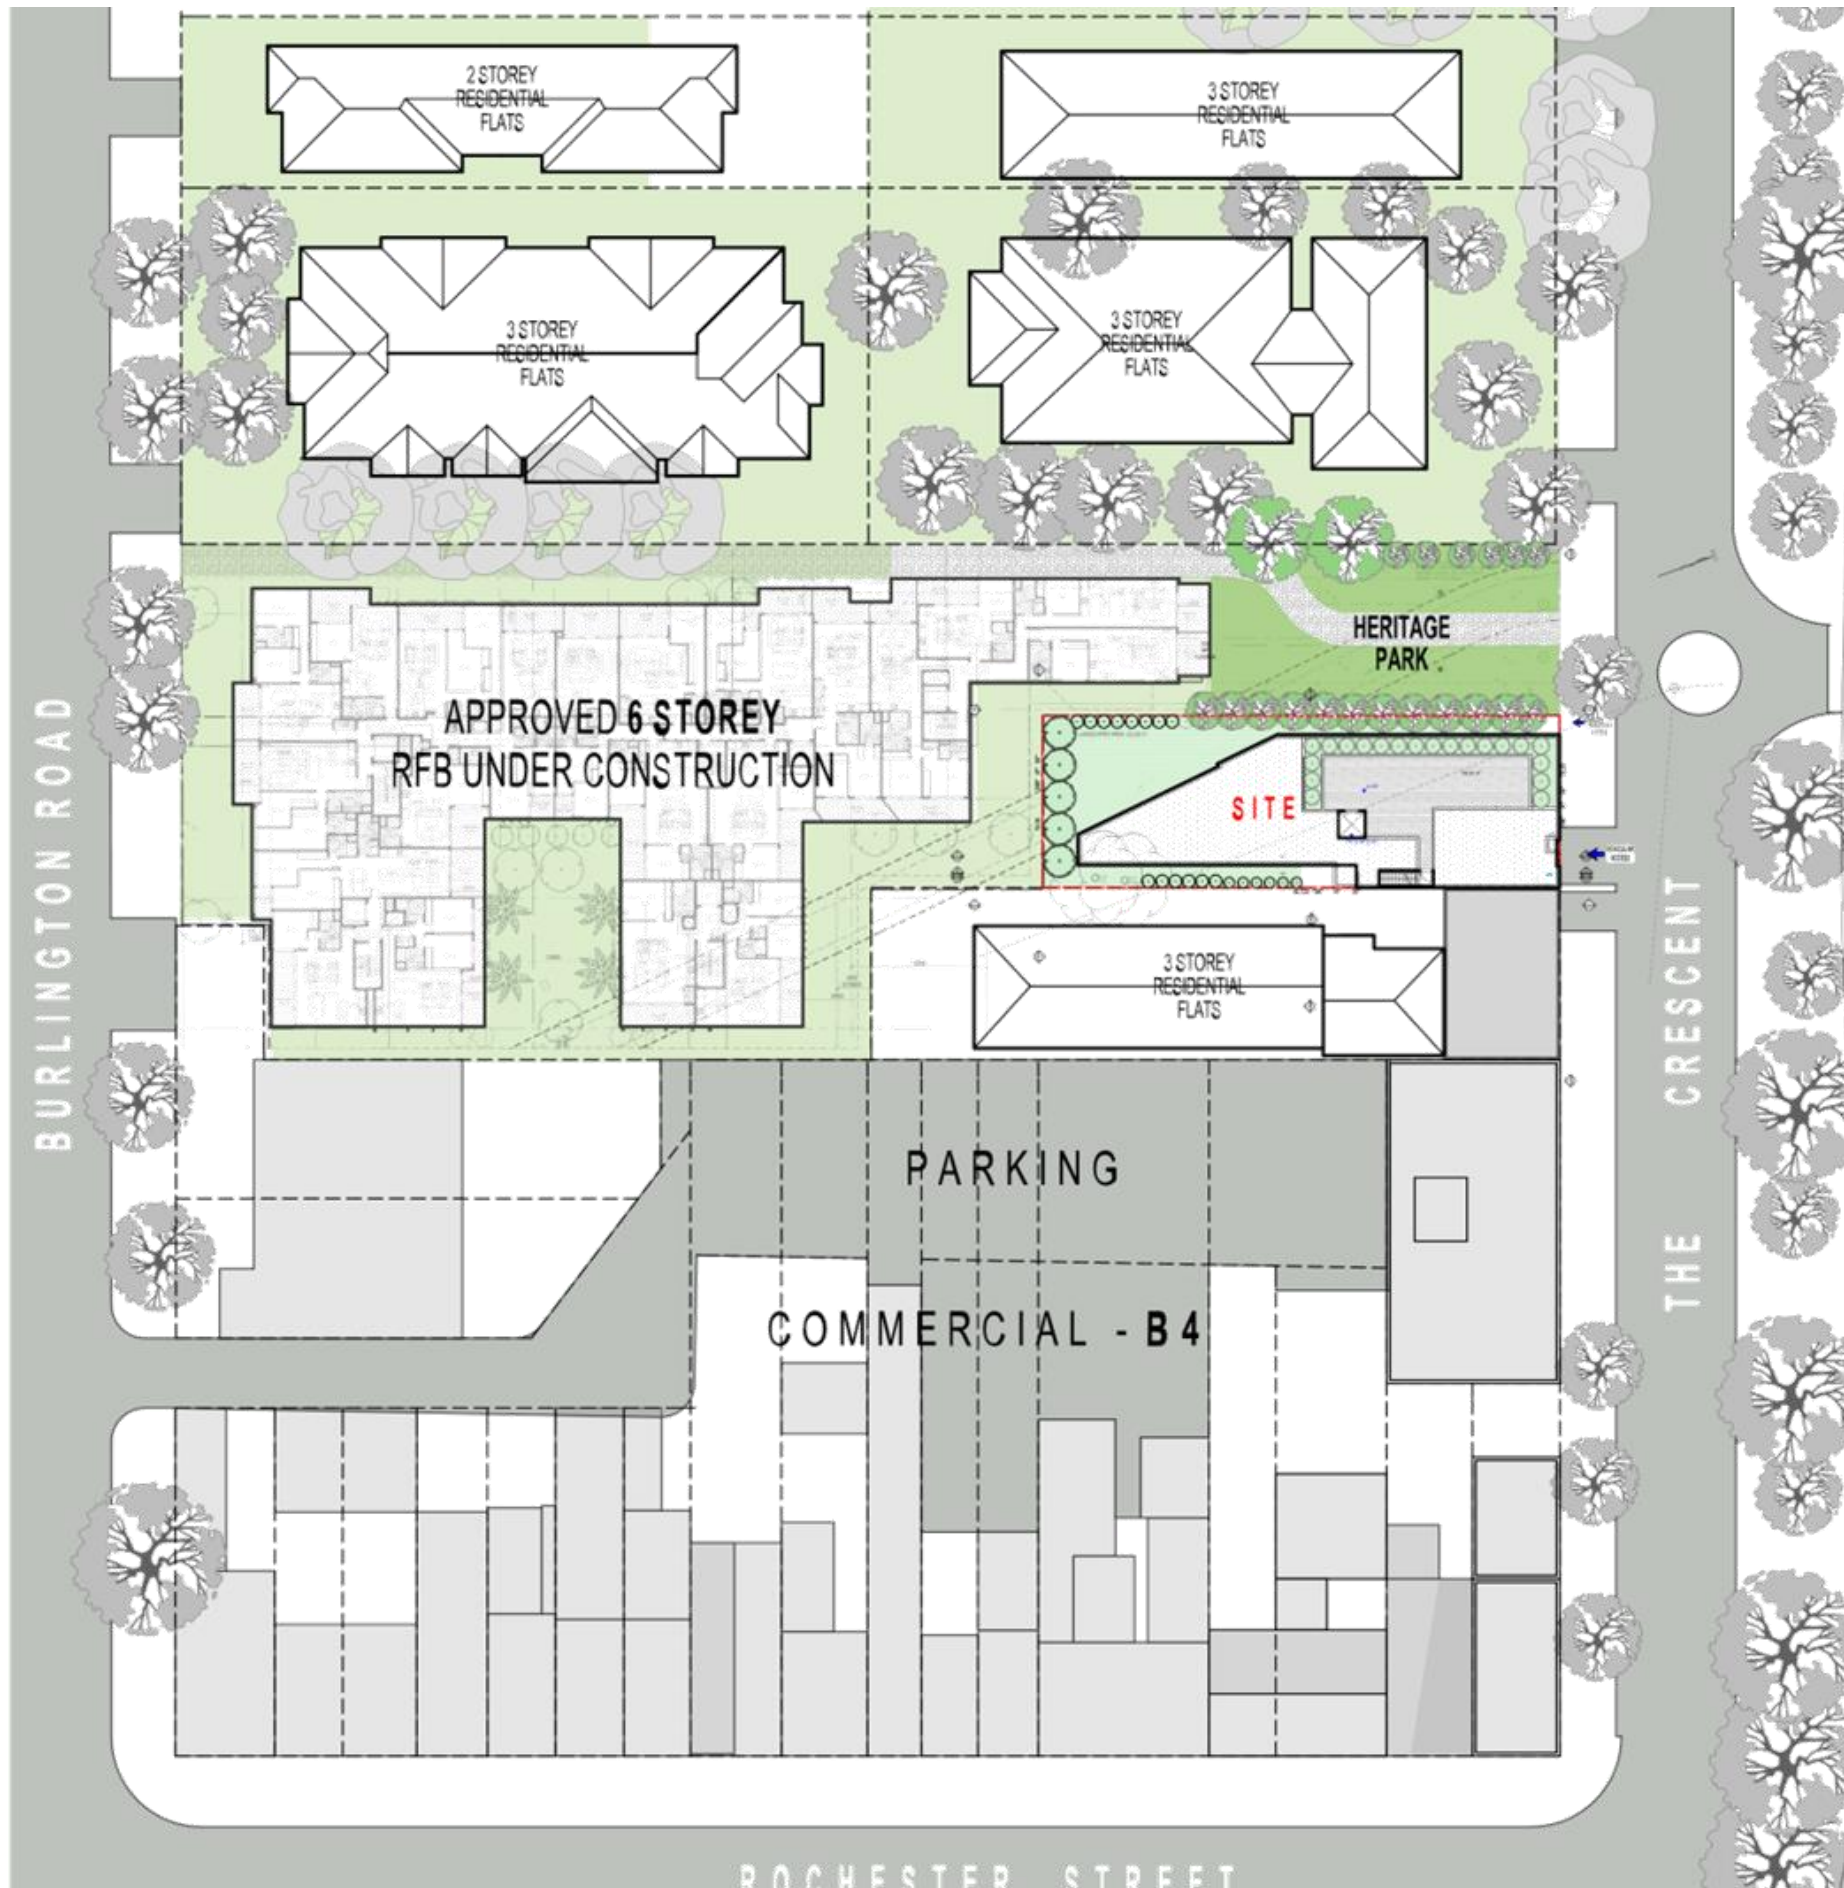 2 STOREY
RESIDENTIAL
FLATS
3 STOREY
RESIDENTIAL
FLATS
3 STOREY
RESIDENTIAL
FLATS
3 STOREY
RESIDENTIAL
FLATS
HERITAGE
PARK
APPROVED 6 STOREY
RFB UNDER CONSTRUCTION
SITE
3 STOREY
RESIDENTIAL
FLATS
BURLINGTON ROAD
THE CRESCENT
PARKING
COMMERCIAL - B4
ROCHESTER STREET